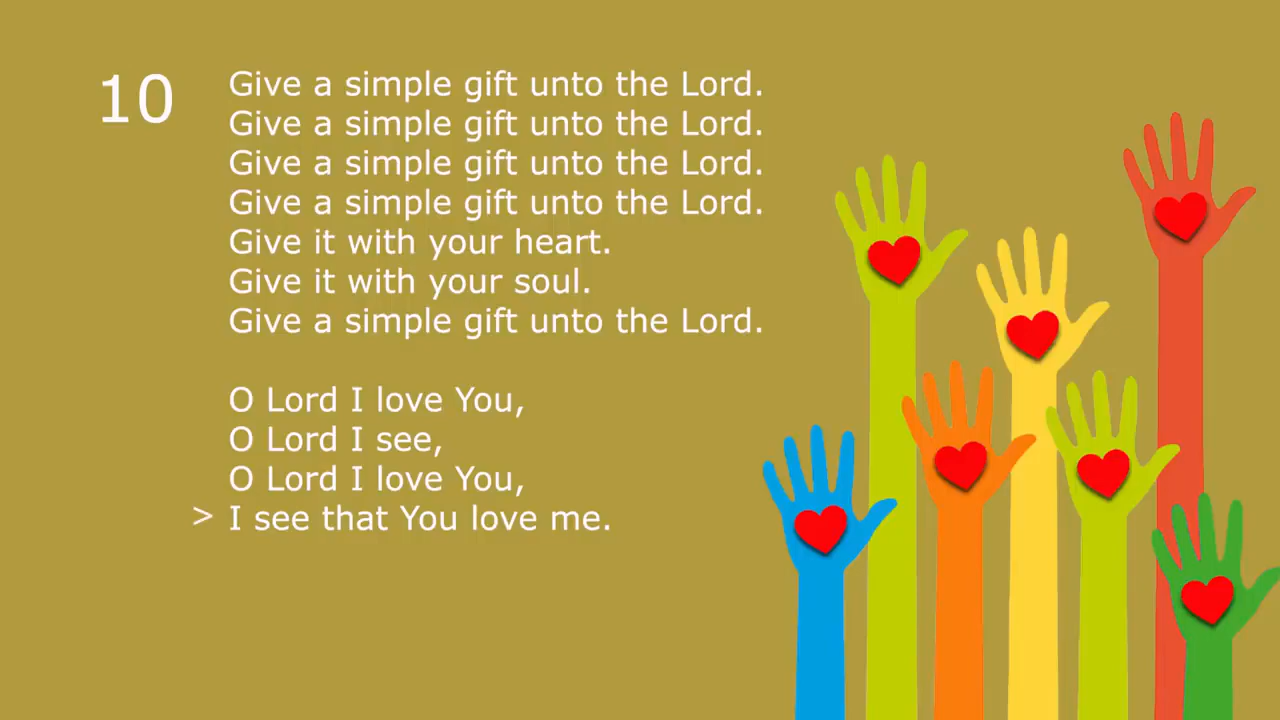 10
Give a simple gift unto the Lord.
Give a simple gift unto the Lord.
Give a simple gift unto the Lord.
Give a simple gift unto the Lord.
Give it with your heart.
Give it with your soul.
Give a simple gift unto the Lord.
O Lord I love You,
O Lord I see,
O Lord I love You,
> I see that You love me.